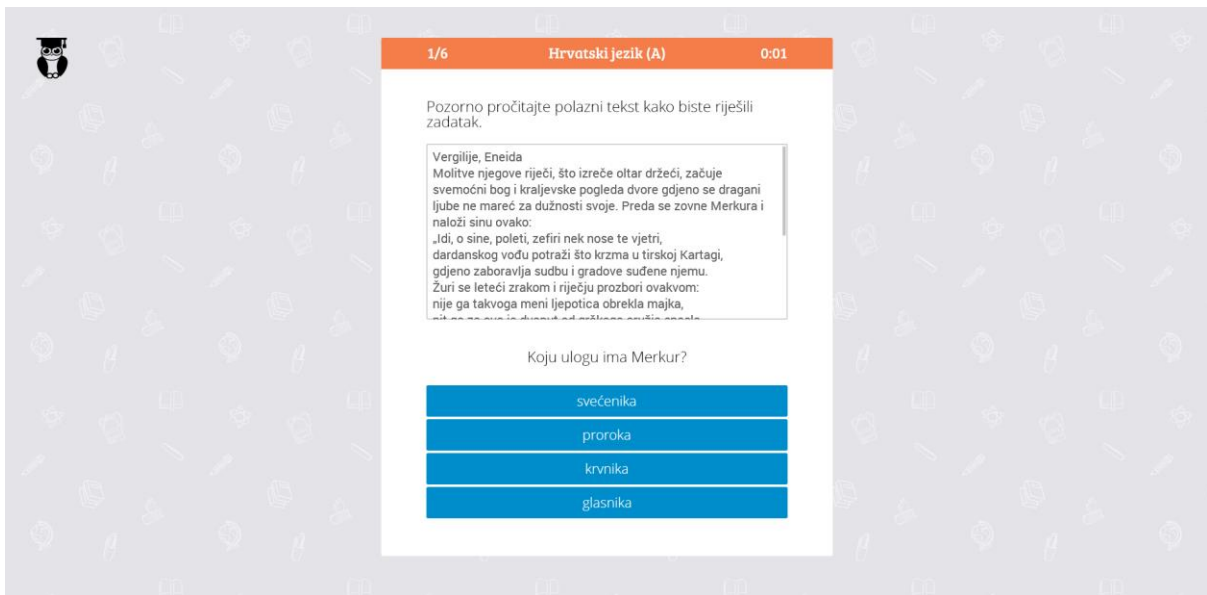 1/6 Hrvatski jezik (A) 0:01
Pozorno pročitajte polazni tekst kako biste riješili
zadatak.
Vergilije, Eneida
Molitve njegove riječi, što izreče oltar držeći, začuje
svemoćni bog i kraljevske pogleda dvore gdjeno se dragani
ljube ne mareć za dužnosti svoje. Preda se zovne Merkura i
naloži sinu ovako:
„Idi, o sine, poleti, zefiri nek nose te vjetri,
dardanskog vođu potraži što krzma u tirskoj Kartagi,
gdjeno zaboravlja sudbu i gradove suđene njemu.
Žuri se leteći zrakom i riječju prozbori ovakvom:
nije ga takvoga meni ljepotica obrekla majka,
Koju ulogu ima Merkur?
svećenika
proroka
krvnika
glasnika